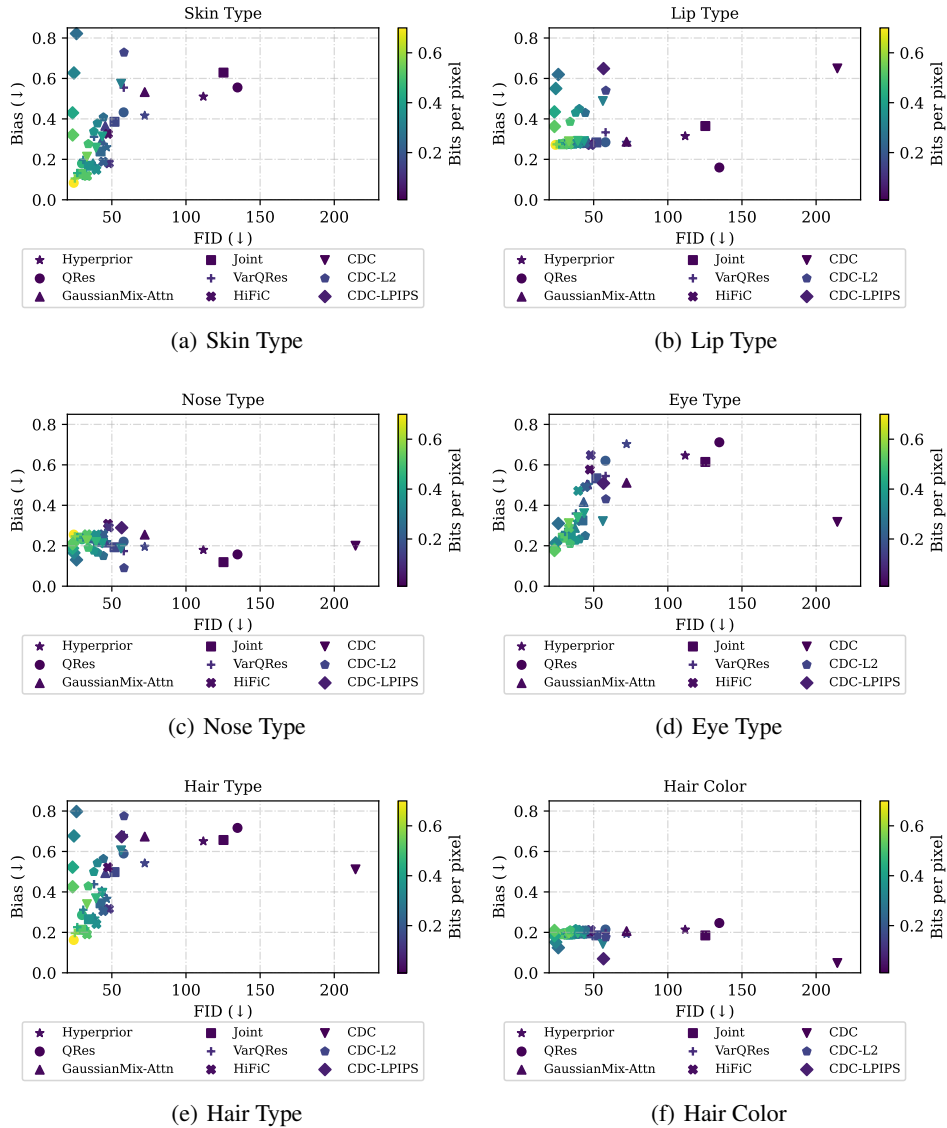 Skin Type
Bias (↓)
0.8
0.6
0.4
0.2
0.0
50 100 150 200
FID (↓)
0.6
0.4
0.2
Bits per pixel
Hyperprior Joint CDC
QRes VarQRes CDC-L2
GaussianMix-Attn HiFiC CDC-LPIPS
(a) Skin Type
Lip Type
Bias (↓)
0.8
0.6
0.4
0.2
0.0
50 100 150 200
FID (↓)
0.6
0.4
0.2
Bits per pixel
Hyperprior Joint CDC
QRes VarQRes CDC-L2
GaussianMix-Attn HiFiC CDC-LPIPS
(b) Lip Type
Nose Type
Bias (↓)
0.8
0.6
0.4
0.2
0.0
50 100 150 200
FID (↓)
0.6
0.4
0.2
Bits per pixel
Hyperprior Joint CDC
QRes VarQRes CDC-L2
GaussianMix-Attn HiFiC CDC-LPIPS
(c) Nose Type
Eye Type
Bias (↓)
0.8
0.6
0.4
0.2
0.0
50 100 150 200
FID (↓)
0.6
0.4
0.2
Bits per pixel
Hyperprior Joint CDC
QRes VarQRes CDC-L2
GaussianMix-Attn HiFiC CDC-LPIPS
(d) Eye Type
Hair Type
Bias (↓)
0.8
0.6
0.4
0.2
0.0
50 100 150 200
FID (↓)
0.6
0.4
0.2
Bits per pixel
Hyperprior Joint CDC
QRes VarQRes CDC-L2
GaussianMix-Attn HiFiC CDC-LPIPS
(e) Hair Type
Hair Color
Bias (↓)
0.8
0.6
0.4
0.2
0.0
50 100 150 200
FID (↓)
0.6
0.4
0.2
Bits per pixel
Hyperprior Joint CDC
QRes VarQRes CDC-L2
GaussianMix-Attn HiFiC CDC-LPIPS
(f) Hair Color